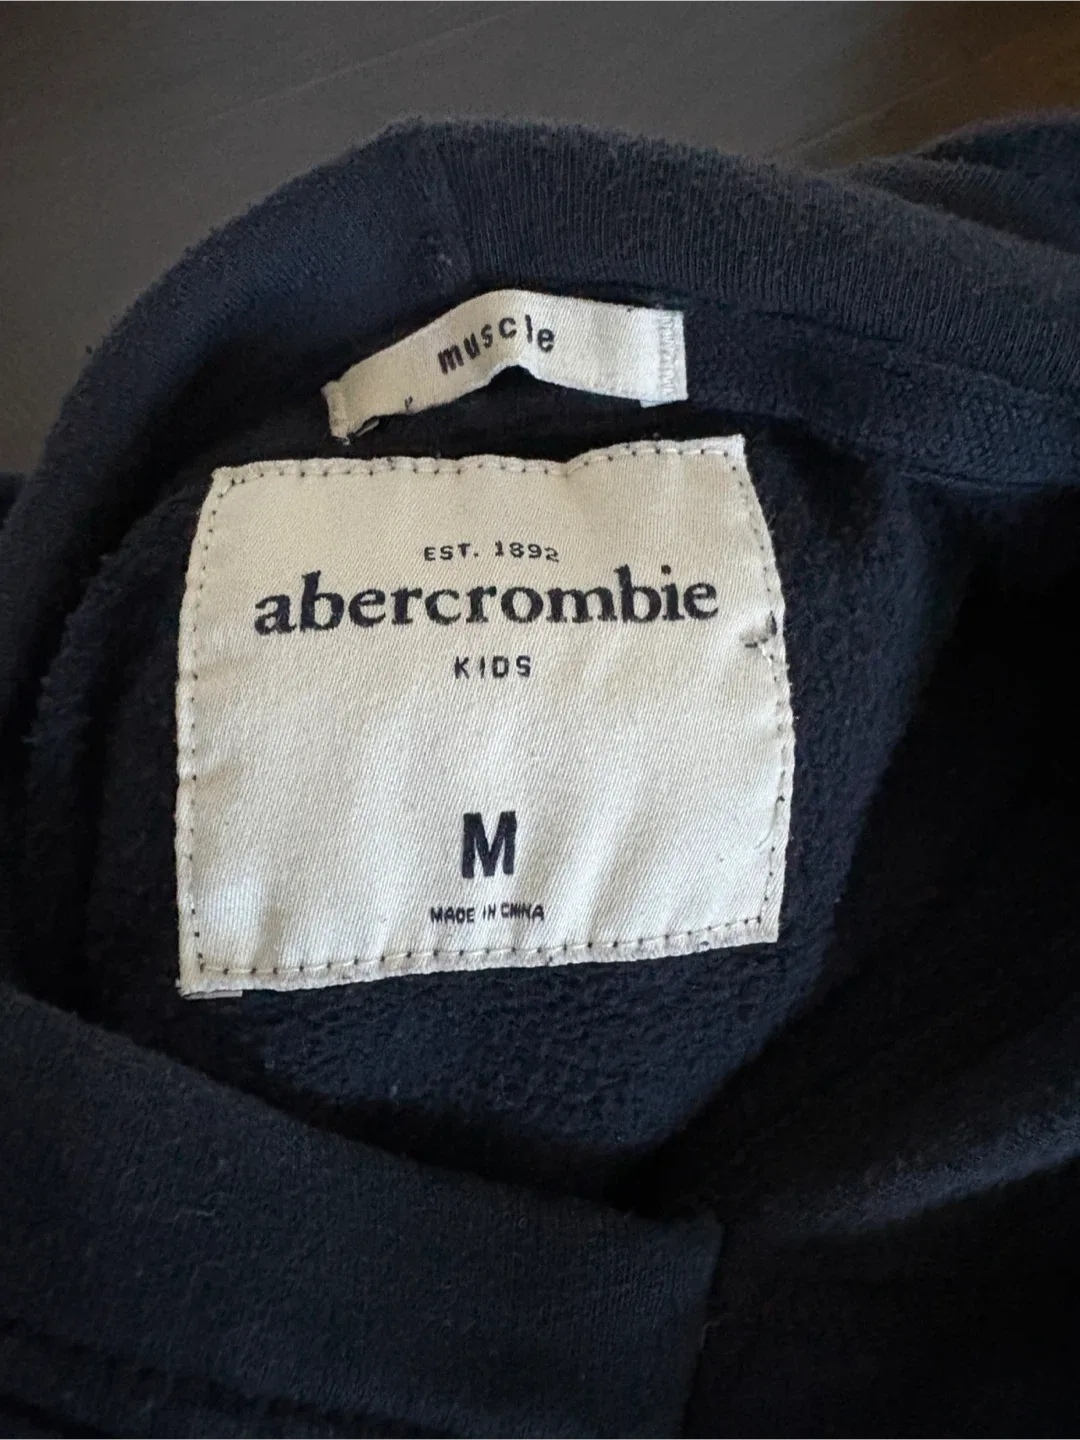 muscle
EST. 1892
abercrombie
KIDS
M
MADE IN CHINA